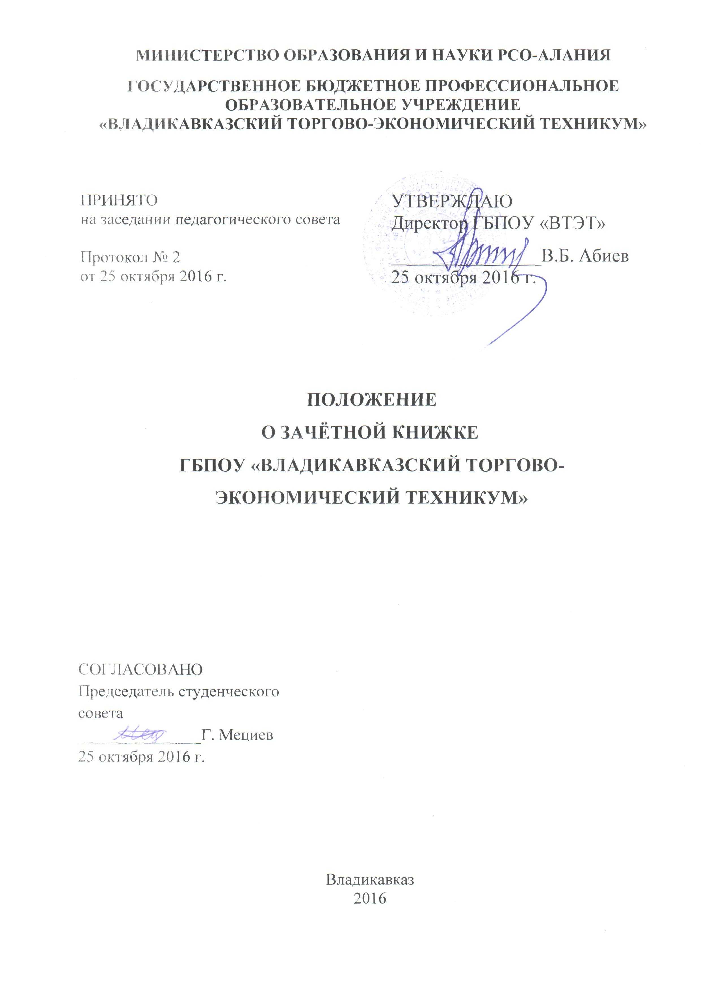 МИНИСТЕРСТВО ОБРАЗОВАНИЯ И НАУКИ РСО-АЛАНИЯ
ГОСУДАРСТВЕННОЕ БЮДЖЕТНОЕ ПРОФЕССИОНАЛЬНОЕ
ОБРАЗОВАТЕЛЬНОЕ УЧРЕЖДЕНИЕ
«ВЛАДИКАВКАЗСКИЙ ТОРГОВО-ЭКОНОМИЧЕСКИЙ ТЕХНИКУМ»
ПРИНЯТО
на заседании педагогического совета
Протокол № 2
от 25 октября 2016 г.
УТВЕРЖДАЮ
Директор ГБПОУ «ВТЭТ»
В.Б. Абиев
25 октября 2016 г.
ПОЛОЖЕНИЕ
О ЗАЧЁТНОЙ КНИЖКЕ
ГБПОУ «ВЛАДИКАВКАЗСКИЙ ТОРГОВО-
ЭКОНОМИЧЕСКИЙ ТЕХНИКУМ»
СОГЛАСОВАНО
Председатель студенческого
совета
Г. Мециев
25 октября 2016 г.
Владикавказ
2016